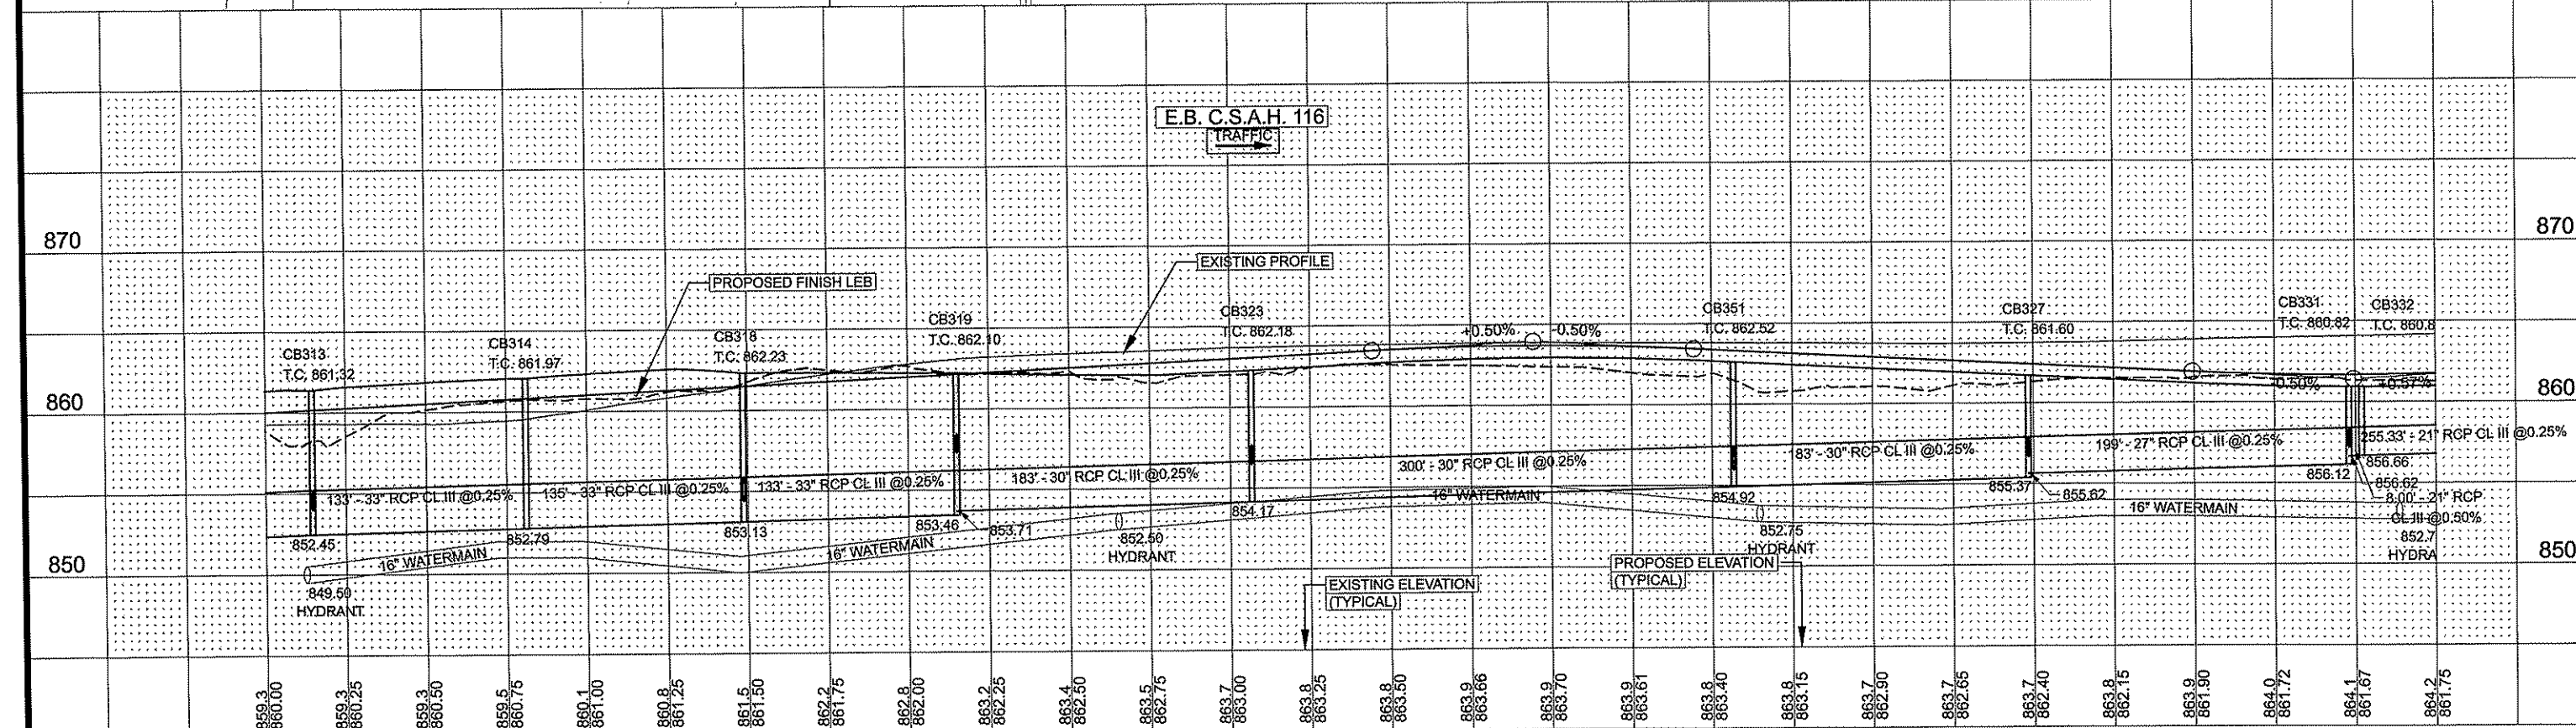 E.B. C.S.A.H. 116
TRAFFIC
870
870
EXISTING PROFILE
PROPOSED FINISH LEB
CB313
T.C. 861.32
CB314
T.C. 861.97
CB318
T.C. 862.23
CB319
T.C. 862.10
CB323
T.C. 862.18
+0.50%
-0.50%
CB351
T.C. 862.52
CB327
T.C. 861.60
CB331
T.C. 860.82
CB332
T.C. 860.8
860
860
-0.50%
+0.57%
133' - 33" RCP CL III @0.25%
135' - 33" RCP CL III @0.25%
133' - 33" RCP CL III @0.25%
183' - 30" RCP CL III @0.25%
300' - 30" RCP CL III @0.25%
183' - 30" RCP CL III @0.25%
199' - 27" RCP CL III @0.25%
255.33' - 21" RCP CL III @0.25%
852.45
852.79
853.13
853.46
853.71
854.17
854.92
855.37
855.62
856.12
856.66
856.62
8.00' - 21" RCP
CL III @0.50%
16" WATERMAIN
16" WATERMAIN
16" WATERMAIN
16" WATERMAIN
850
850
849.50
HYDRANT
852.50
HYDRANT
852.75
HYDRANT
852.7
HYDRA
EXISTING ELEVATION
(TYPICAL)
PROPOSED ELEVATION
(TYPICAL)
859.3
860.00
859.3
860.25
859.3
860.50
859.5
860.75
860.1
861.00
860.8
861.25
861.5
861.50
862.2
861.75
862.8
862.00
863.2
862.25
863.4
862.50
863.5
862.75
863.7
863.00
863.8
863.25
863.8
863.50
863.9
863.66
863.9
863.70
863.9
863.61
863.8
863.40
863.8
863.15
863.7
862.90
863.7
862.65
863.7
862.40
863.8
862.15
863.9
861.90
864.0
861.72
864.1
861.67
864.2
861.75